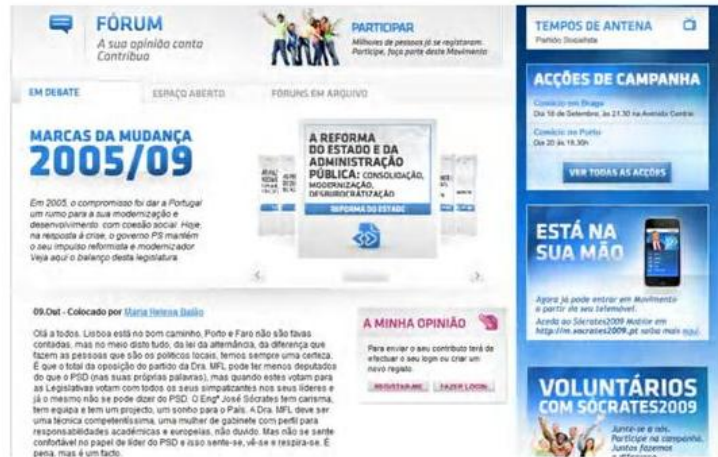 FÓRUM
A sua opinião conta
Contribua
PARTICIPAR
Milhares de pessoas já se registaram.
Participe, faça parte deste Movimento
EM DEBATE
ESPAÇO ABERTO
FÓRUNS EM ARQUIVO
MARCAS DA MUDANÇA
2005/09
Em 2005, o compromisso foi dar a Portugal
um rumo para a sua modernização e
desenvolvimento, com coesão social. Hoje,
na resposta à crise, o governo PS mantém
o seu impulso reformista e modernizador
Veja aqui o balanço desta legislatura
A REFORMA
DO ESTADO E DA
ADMINISTRAÇÃO
PÚBLICA: CONSOLIDAÇÃO,
MODERNIZAÇÃO,
DESBUROCRATIZAÇÃO
REFORMA DO ESTADO
09.Out - Colocado por Maria Helena
Olá a todos. Lisboa está no bom caminho, Porto e Faro não são favas
contadas, mas no meio disto tudo, da lei da alternância, da diferença que
fazem as pessoas que são os políticos locais, temos sempre uma certeza.
É que o total da oposição do partido da Dra. MFL pode ter menos deputados
do que o PSD (nas suas próprias palavras), mas quando estes votam para
as Legislativas votam com todos os seus simpatizantes nos seus líderes e
já o mesmo não se pode dizer do PSD. O Engº José Sócrates tem carisma,
tem equipa e tem um projecto, um sonho para o País. A Dra. MFL deve ser
uma técnica competentíssima, uma mulher de gabinete com perfil para
responsabilidades académicas e europeias, não duvido. Mas não se sente
confortável no papel de líder do PSD e isso sente-se, vê-se e respira-se. É
pena, mas é um facto.
A MINHA OPINIÃO
Para enviar o seu contributo terá de
efectuar o seu login ou criar um
novo registo.
REGISTAR-ME
FAZER LOGIN
TEMPOS DE ANTENA
Partido Socialista
ACÇÕES DE CAMPANHA
Comício em Braga
Dia 16 de Setembro, às 21.30 na Avenida Central
Comício no Porto
Dia 20 às 19.30h
VER TODAS AS ACÇÕES
ESTÁ NA
SUA MÃO
Agora já pode entrar em Movimento
a partir do seu telemóvel.
Aceda ao Sócrates2009 Mobile em
http://m.socrates2009.pt saiba mais aqui.
VOLUNTÁRIOS
COM SÓCRATES2009
Junte-se a nós.
Participe na campanha.
Juntos fazemos
a diferença